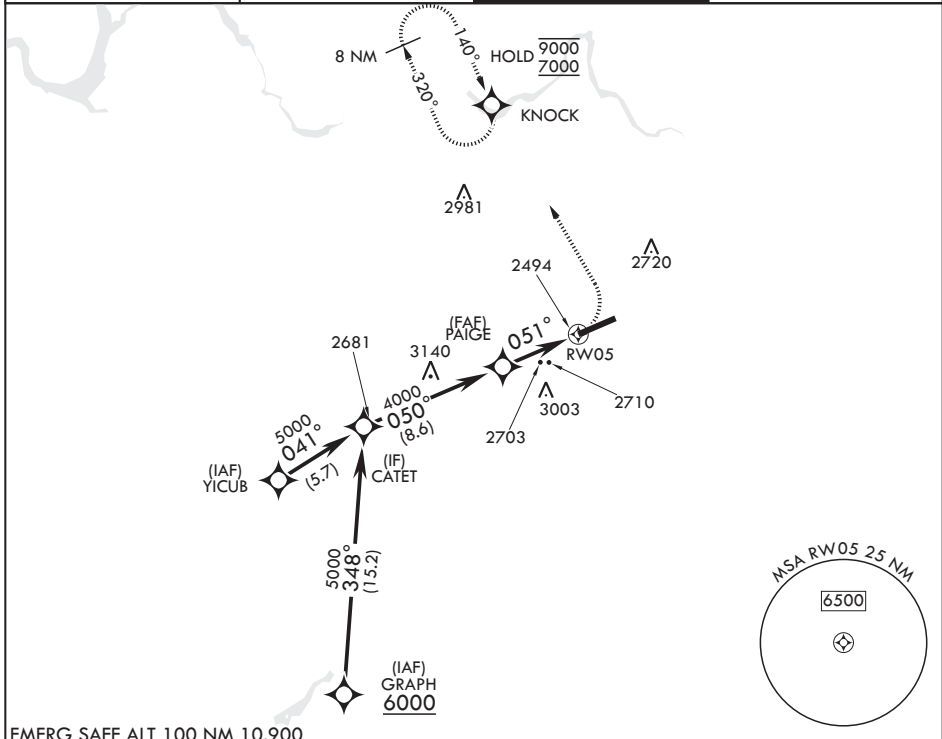 8 NM
140°
320°
HOLD 9000
7000
KNOCK
2981
2494
2720
(FAF)
PAIGE
051°
RW05
2681
3140
4000
050°
(8.6)
3003
2710
2703
5000
041°
(5.7)
(IAF)
YICUB
(IF)
CATET
5000
348°
(15.2)
(IAF)
GRAPH
6000
MSA RW05 25 NM
6500
EMERG SAFE ALT 100 NM 10,900